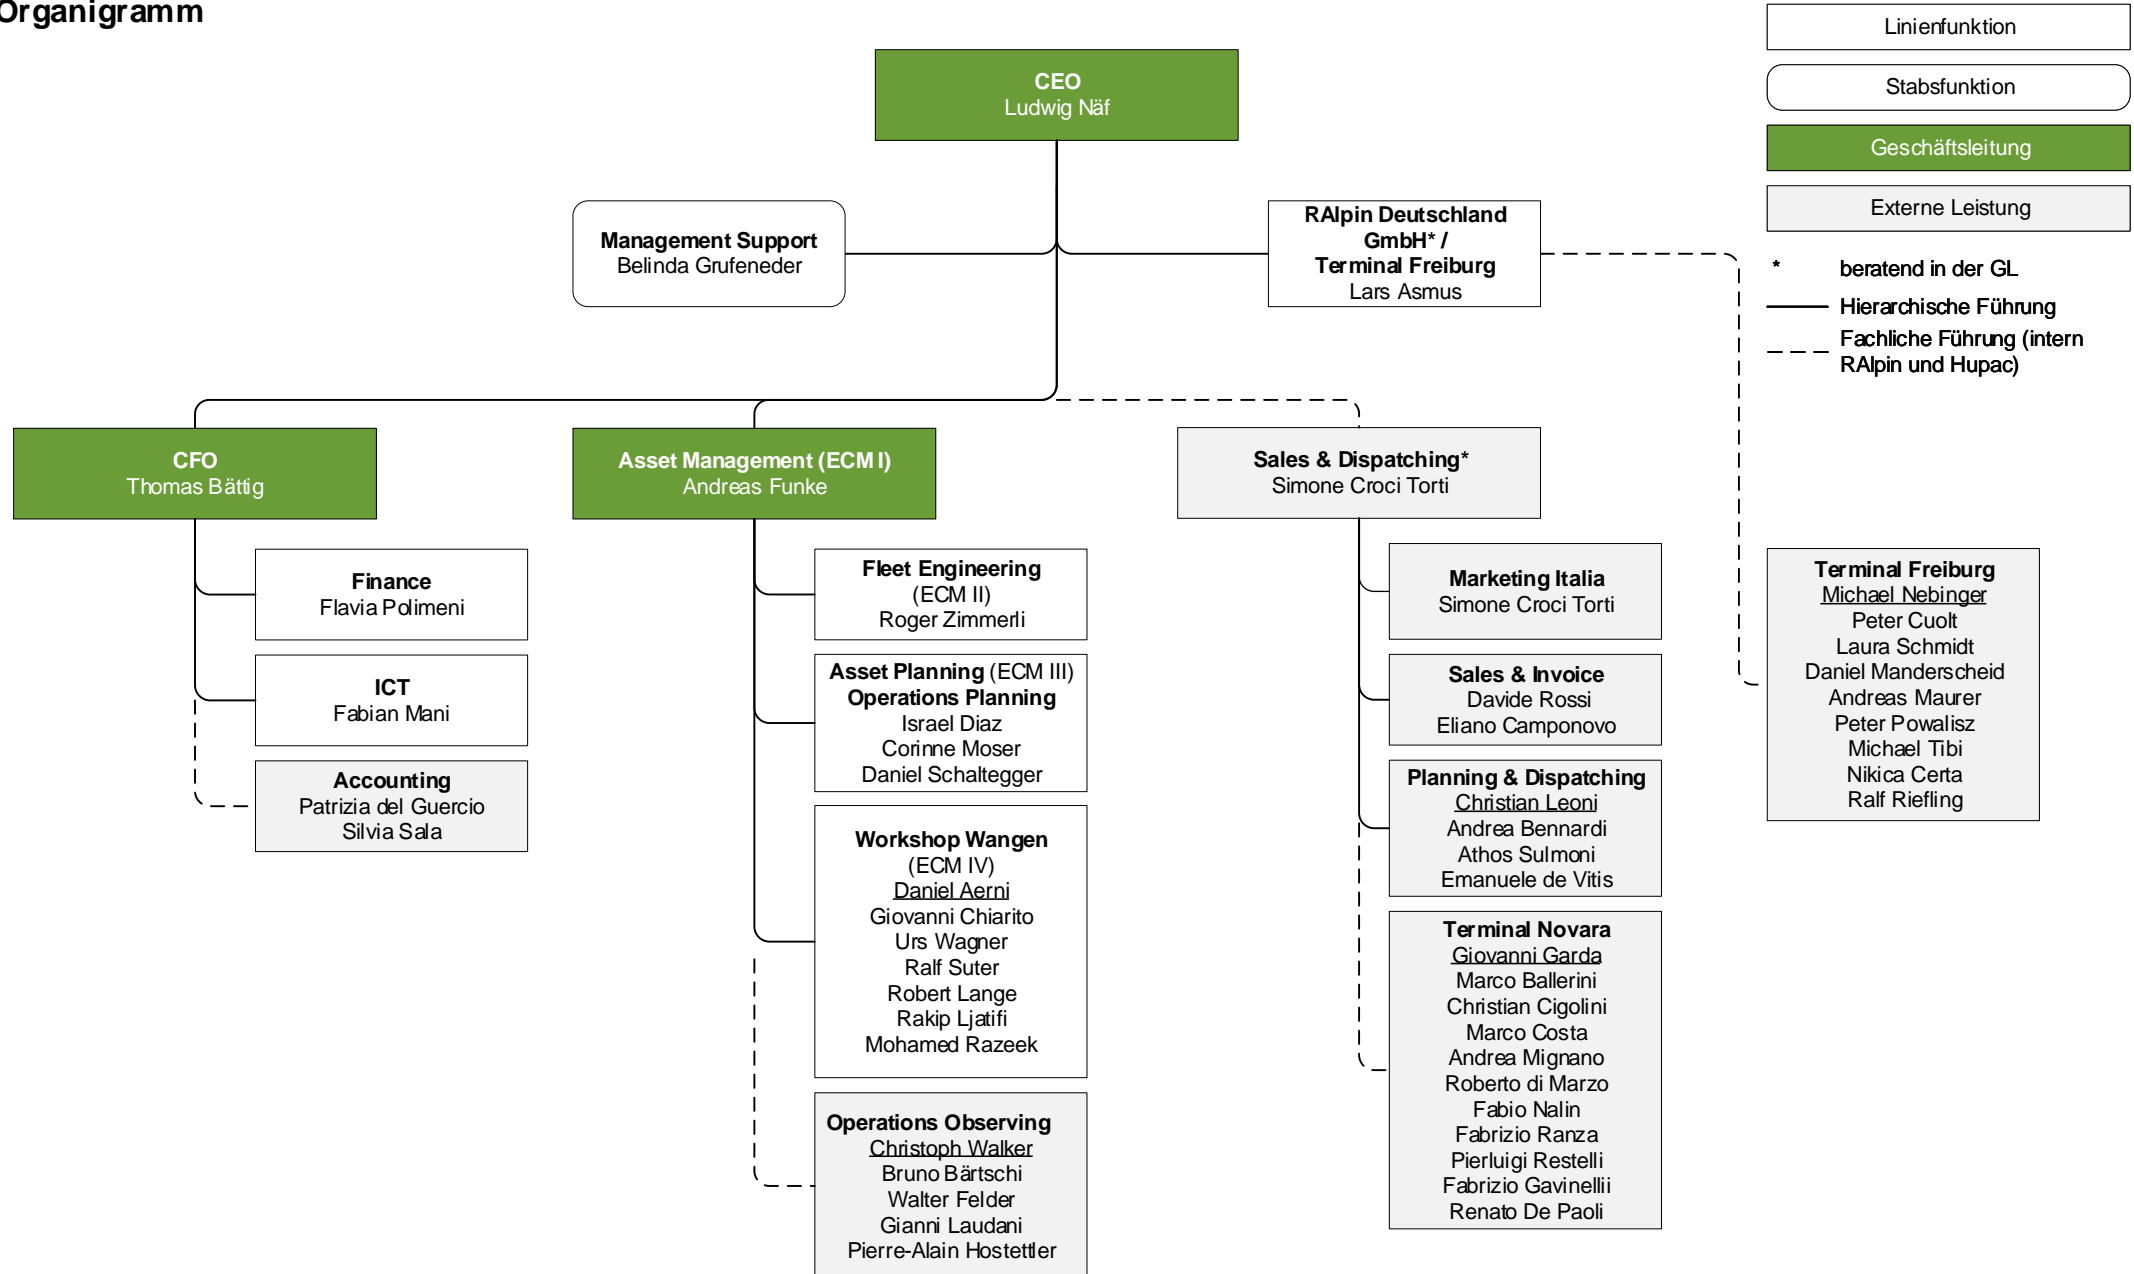 Organigramm
Linienfunktion
Stabsfunktion
Geschäftsleitung
Externe Leistung
* beratend in der GL
Hierarchische Führung
Fachliche Führung (intern
RAlpin und Hupac)
CEO
Ludwig Näf
Management Support
Belinda Grufeneder
RAlpin Deutschland
GmbH* /
Terminal Freiburg
Lars Asmus
CFO
Thomas Bättig
Asset Management (ECM I)
Andreas Funke
Sales & Dispatching*
Simone Croci Torti
Finance
Flavia Polimeni
ICT
Fabian Mani
Accounting
Patrizia del Guercio
Silvia Sala
Fleet Engineering
(ECM II)
Roger Zimmerli
Asset Planning (ECM III)
Operations Planning
Israel Diaz
Corinne Moser
Daniel Schaltegger
Workshop Wangen
(ECM IV)
Daniel Aerni
Giovanni Chiarito
Urs Wagner
Ralf Suter
Robert Lange
Rakip Ljatifi
Mohamed Razeek
Operations Observing
Christoph Walker
Bruno Bärtschi
Walter Felder
Gianni Laudani
Pierre-Alain Hostettler
Marketing Italia
Simone Croci Torti
Sales & Invoice
Davide Rossi
Eliano Camponovo
Planning & Dispatching
Christian Leoni
Andrea Bennardi
Athos Sulmoni
Emanuele de Vitis
Terminal Novara
Giovanni Garda
Marco Ballerini
Christian Cigolini
Marco Costa
Andrea Mignano
Roberto di Marzo
Fabio Nalin
Fabrizio Ranza
Pierluigi Restelli
Fabrizio Gavinellii
Renato De Paoli
Terminal Freiburg
Michael Nebinger
Peter Cuolt
Laura Schmidt
Daniel Manderscheid
Andreas Maurer
Peter Powalisz
Michael Tibi
Nikica Certa
Ralf Riefling